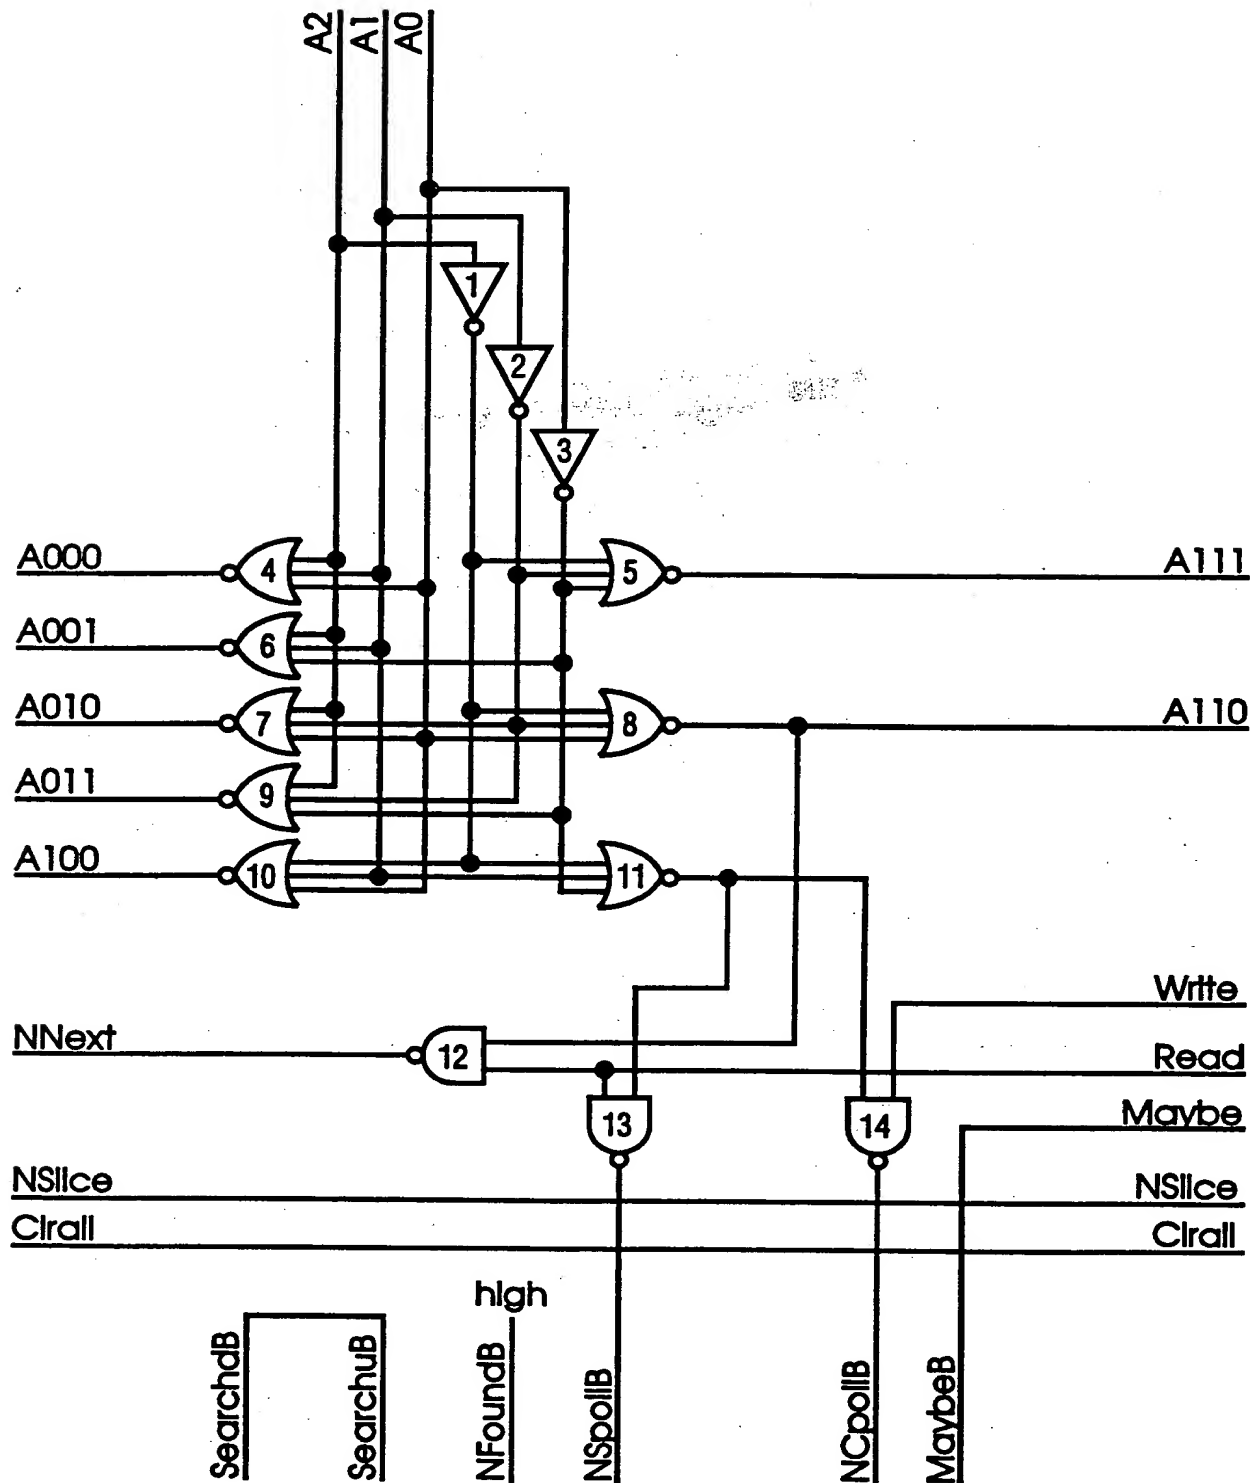 A2
A1
A0
1
2
3
A000
4
5
A111
A001
6
A010
7
8
A110
A011
9
A100
10
11
Write
NNext
12
Read
Maybe
13
14
NSlice
NSlice
Clrall
Clrall
high
SearchdB
SearchuB
NFoundB
NSpollB
NCpollB
MaybeB